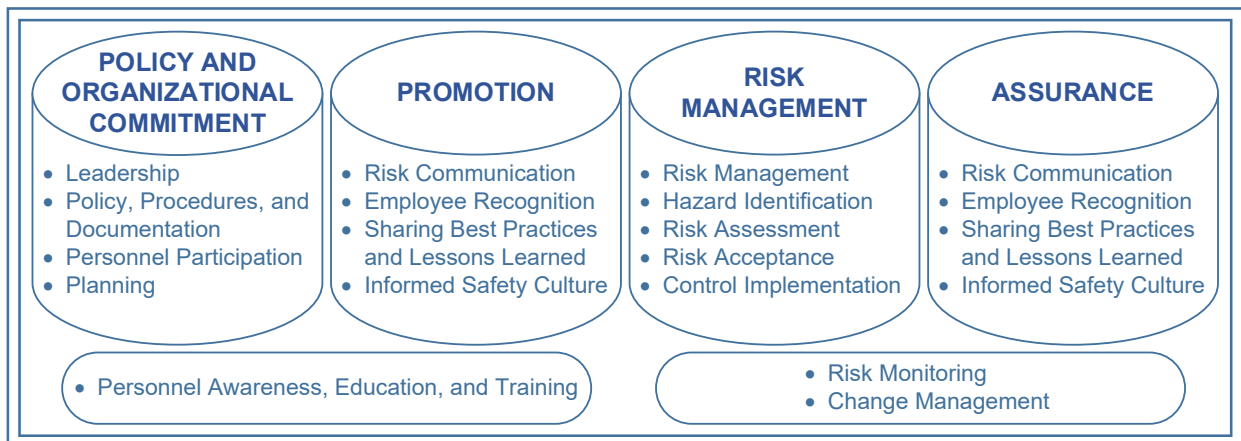 POLICY AND
ORGANIZATIONAL
COMMITMENT
• Leadership
• Policy, Procedures, and
Documentation
• Personnel Participation
• Planning
PROMOTION
• Risk Communication
• Employee Recognition
• Sharing Best Practices
and Lessons Learned
• Informed Safety Culture
RISK
MANAGEMENT
• Risk Management
• Hazard Identification
• Risk Assessment
• Risk Acceptance
• Control Implementation
ASSURANCE
• Risk Communication
• Employee Recognition
• Sharing Best Practices
and Lessons Learned
• Informed Safety Culture
• Personnel Awareness, Education, and Training
• Risk Monitoring
• Change Management